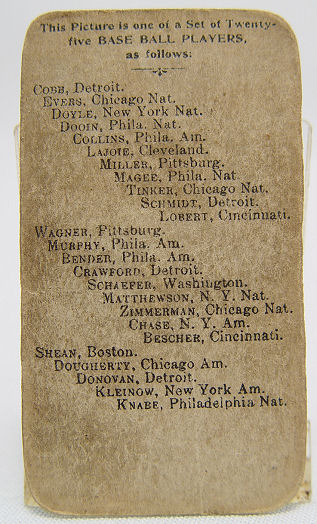 This Picture is one of a Set of Twenty-
five BASE BALL PLAYERS,
as follows:
COBB, Detroit.
EVERS, Chicago Nat.
DOYLE, New York Nat.
DOOIN, Phila. Nat.
COLLINS, Phila. Am.
LAJOIE, Cleveland.
MILLER, Pittsburg.
MAGEE, Phila. Nat
TINKER, Chicago Nat.
SCHMIDT, Detroit.
LOBERT, Cincinnati.
WAGNER, Pittsburg.
MURPHY, Phila. Am.
BENDER, Phila. Am.
CRAWFORD, Detroit.
SCHAEFER, Washington.
MATTHEWSON, N. Y. Nat.
ZIMMERMAN, Chicago Nat.
CHASE, N. Y. Am.
BESCHER, Cincinnati.
SHEAN, Boston.
DOUGHERTY, Chicago Am.
DONOVAN, Detroit.
KLEINOW, New York Am.
KNABE, Philadelphia Nat.